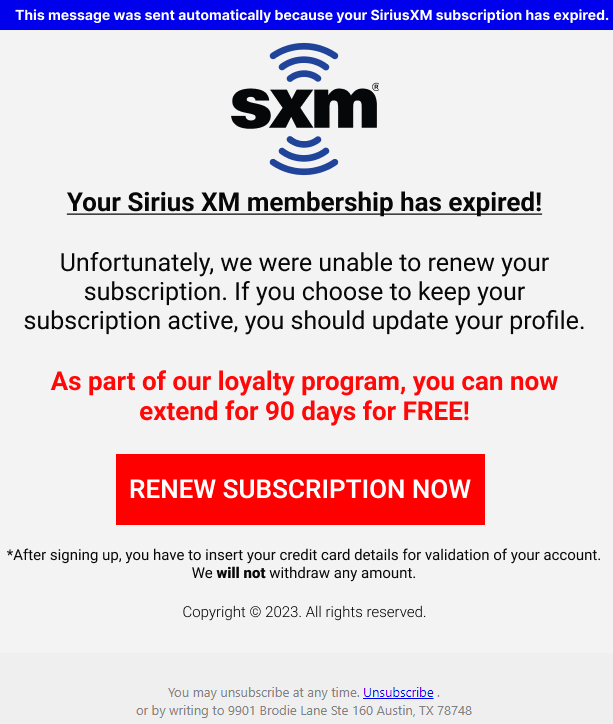 This message was sent automatically because your SiriusXM subscription has expired.
sxm®
Your Sirius XM membership has expired!
Unfortunately, we were unable to renew your
subscription. If you choose to keep your
subscription active, you should update your profile.
As part of our loyalty program, you can now
extend for 90 days for FREE!
RENEW SUBSCRIPTION NOW
*After signing up, you have to insert your credit card details for validation of your account.
We will not withdraw any amount.
Copyright © 2023. All rights reserved.
You may unsubscribe at any time. Unsubscribe .
or by writing to 9901 Brodie Lane Ste 160 Austin, TX 78748